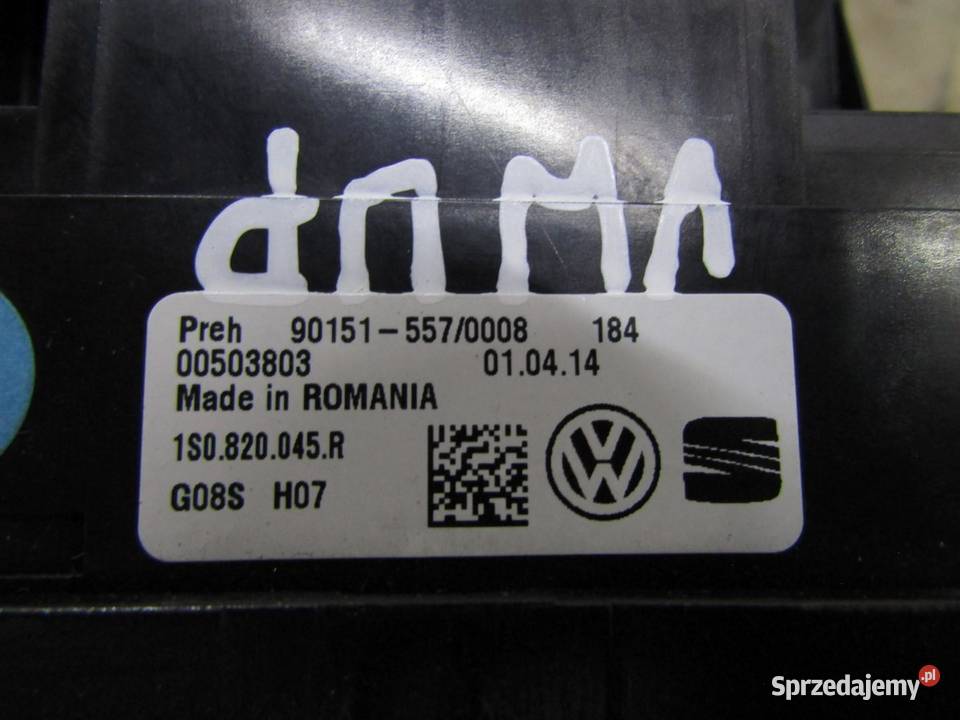 Preh 90151-557/0008 184
00503803 01.04.14
Made in ROMANIA
1S0.820.045.R
G08S H07
Sprzedajemy.pl